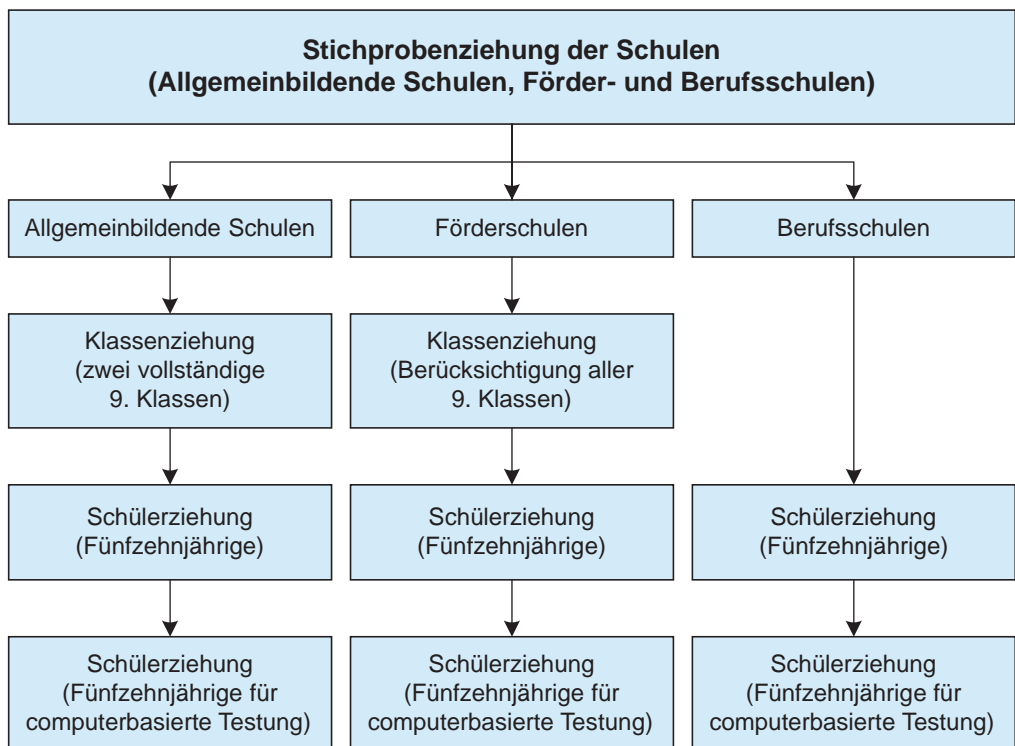 Stichprobenziehung der Schulen
(Allgemeinbildende Schulen, Förder- und Berufsschulen)
Allgemeinbildende Schulen
Förderschulen
Berufsschulen
Klassenziehung
(zwei vollständige
9. Klassen)
Klassenziehung
(Berücksichtigung aller
9. Klassen)
Schülerziehung
(Fünfzehnjährige)
Schülerziehung
(Fünfzehnjährige)
Schülerziehung
(Fünfzehnjährige)
Schülerziehung
(Fünfzehnjährige für
computerbasierte Testung)
Schülerziehung
(Fünfzehnjährige für
computerbasierte Testung)
Schülerziehung
(Fünfzehnjährige für
computerbasierte Testung)